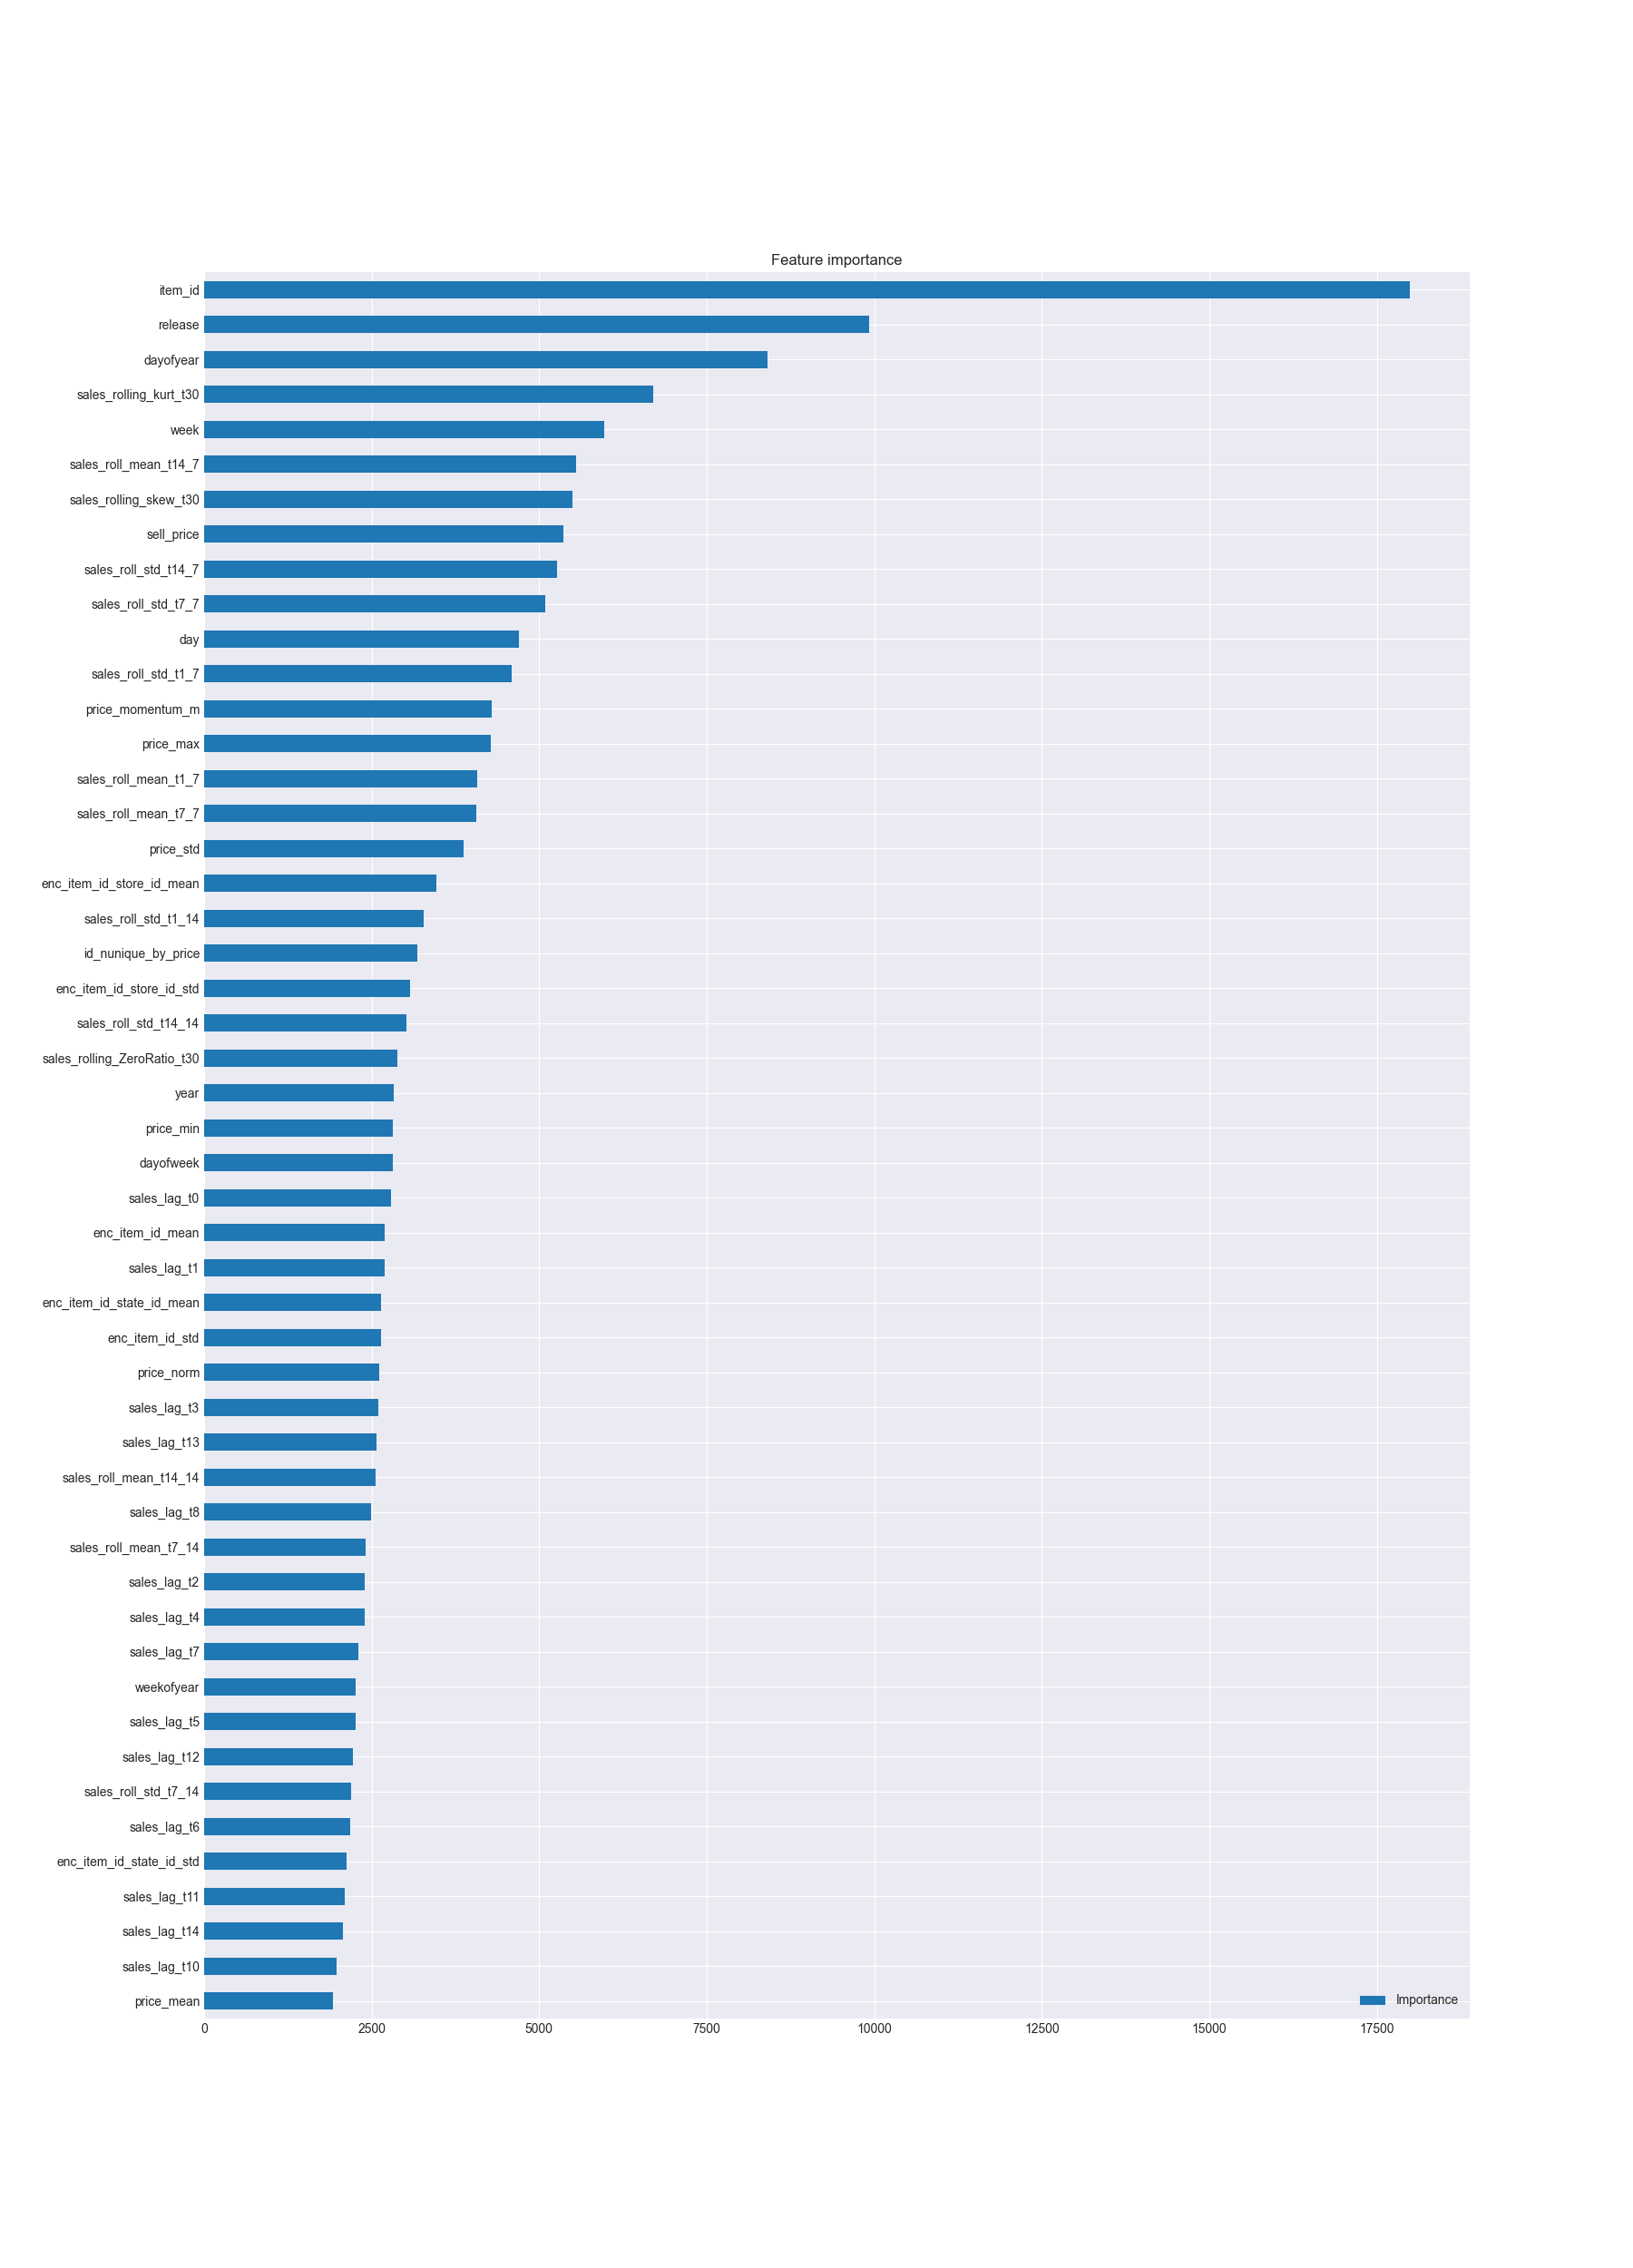 Feature importance
item_id
release
dayofyear
sales_rolling_kurt_t30
week
sales_roll_mean_t14_7
sales_rolling_skew_t30
sell_price
sales_roll_std_t14_7
sales_roll_std_t7_7
day
sales_roll_std_t1_7
price_momentum_m
price_max
sales_roll_mean_t1_7
sales_roll_mean_t7_7
price_std
enc_item_id_store_id_mean
sales_roll_std_t1_14
id_nunique_by_price
enc_item_id_store_id_std
sales_roll_std_t14_14
sales_rolling_ZeroRatio_t30
year
price_min
dayofweek
sales_lag_t0
enc_item_id_mean
sales_lag_t1
enc_item_id_state_id_mean
enc_item_id_std
price_norm
sales_lag_t3
sales_lag_t13
sales_roll_mean_t14_14
sales_lag_t8
sales_roll_mean_t7_14
sales_lag_t2
sales_lag_t4
sales_lag_t7
weekofyear
sales_lag_t5
sales_lag_t12
sales_roll_std_t7_14
sales_lag_t6
enc_item_id_state_id_std
sales_lag_t11
sales_lag_t14
sales_lag_t10
price_mean
Importance
0 2500 5000 7500 10000 12500 15000 17500